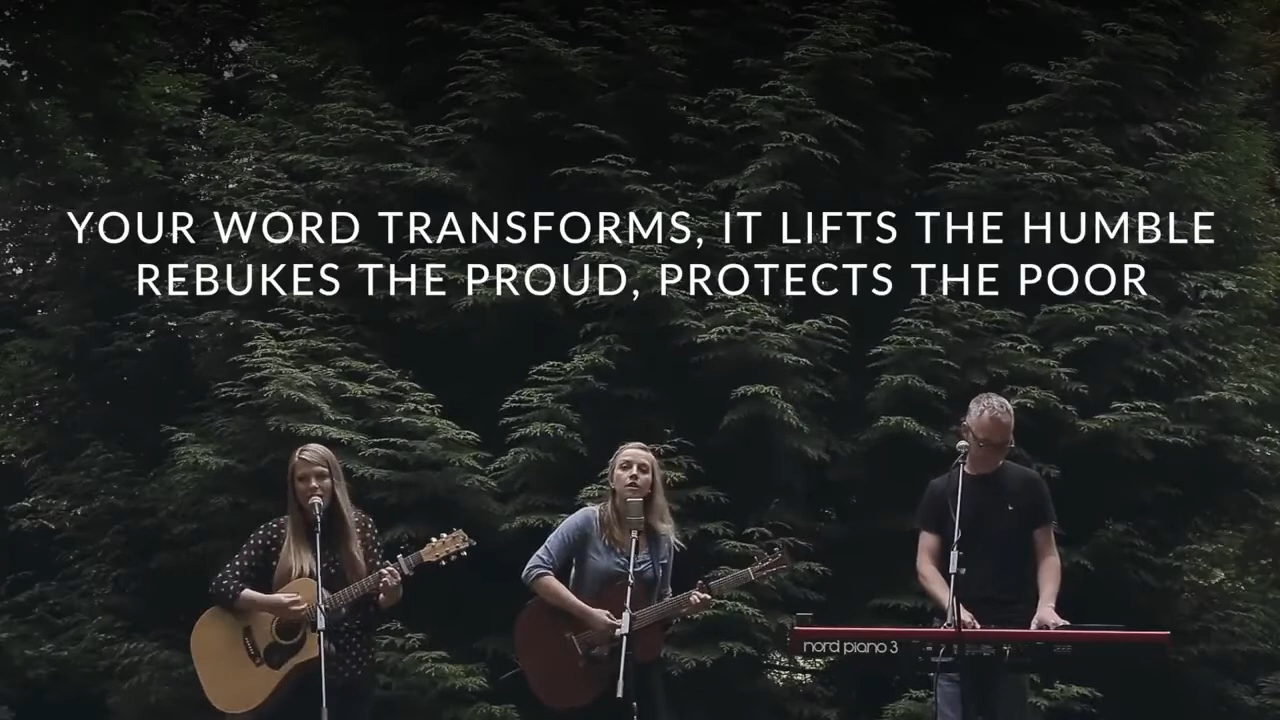 YOUR WORD TRANSFORMS, IT LIFTS THE HUMBLE
REBUKES THE PROUD, PROTECTS THE POOR
nord piano 3